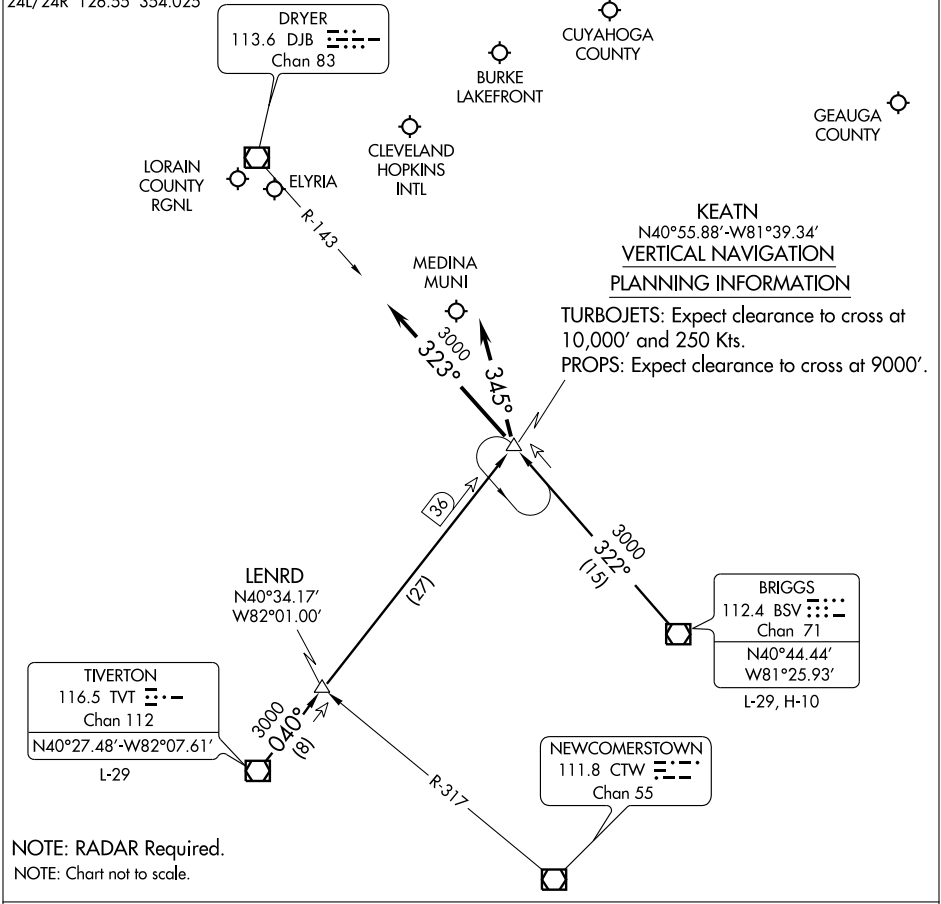 24L/24R 126.55 354.025
DRYER
113.6 DJB
Chan 83
CUYAHOGA
COUNTY
BURKE
LAKEFRONT
GEAUGA
COUNTY
CLEVELAND
HOPKINS
INTL
LORAIN
COUNTY
RGNL
ELYRIA
R-143
KEATN
N40°55.88'-W81°39.34'
VERTICAL NAVIGATION
PLANNING INFORMATION
TURBOJETS: Expect clearance to cross at
10,000' and 250 Kts.
PROPS: Expect clearance to cross at 9000'.
MEDINA
MUNI
3000
323°
345°
36
(27)
3000
322°
(15)
LENRD
N40°34.17'
W82°01.00'
BRIGGS
112.4 BSV
Chan 71
N40°44.44'
W81°25.93'
L-29, H-10
TIVERTON
116.5 TVT
Chan 112
N40°27.48'-W82°07.61'
L-29
3000
040°
(8)
R-317
NEWCOMERSTOWN
111.8 CTW
Chan 55
NOTE: RADAR Required.
NOTE: Chart not to scale.